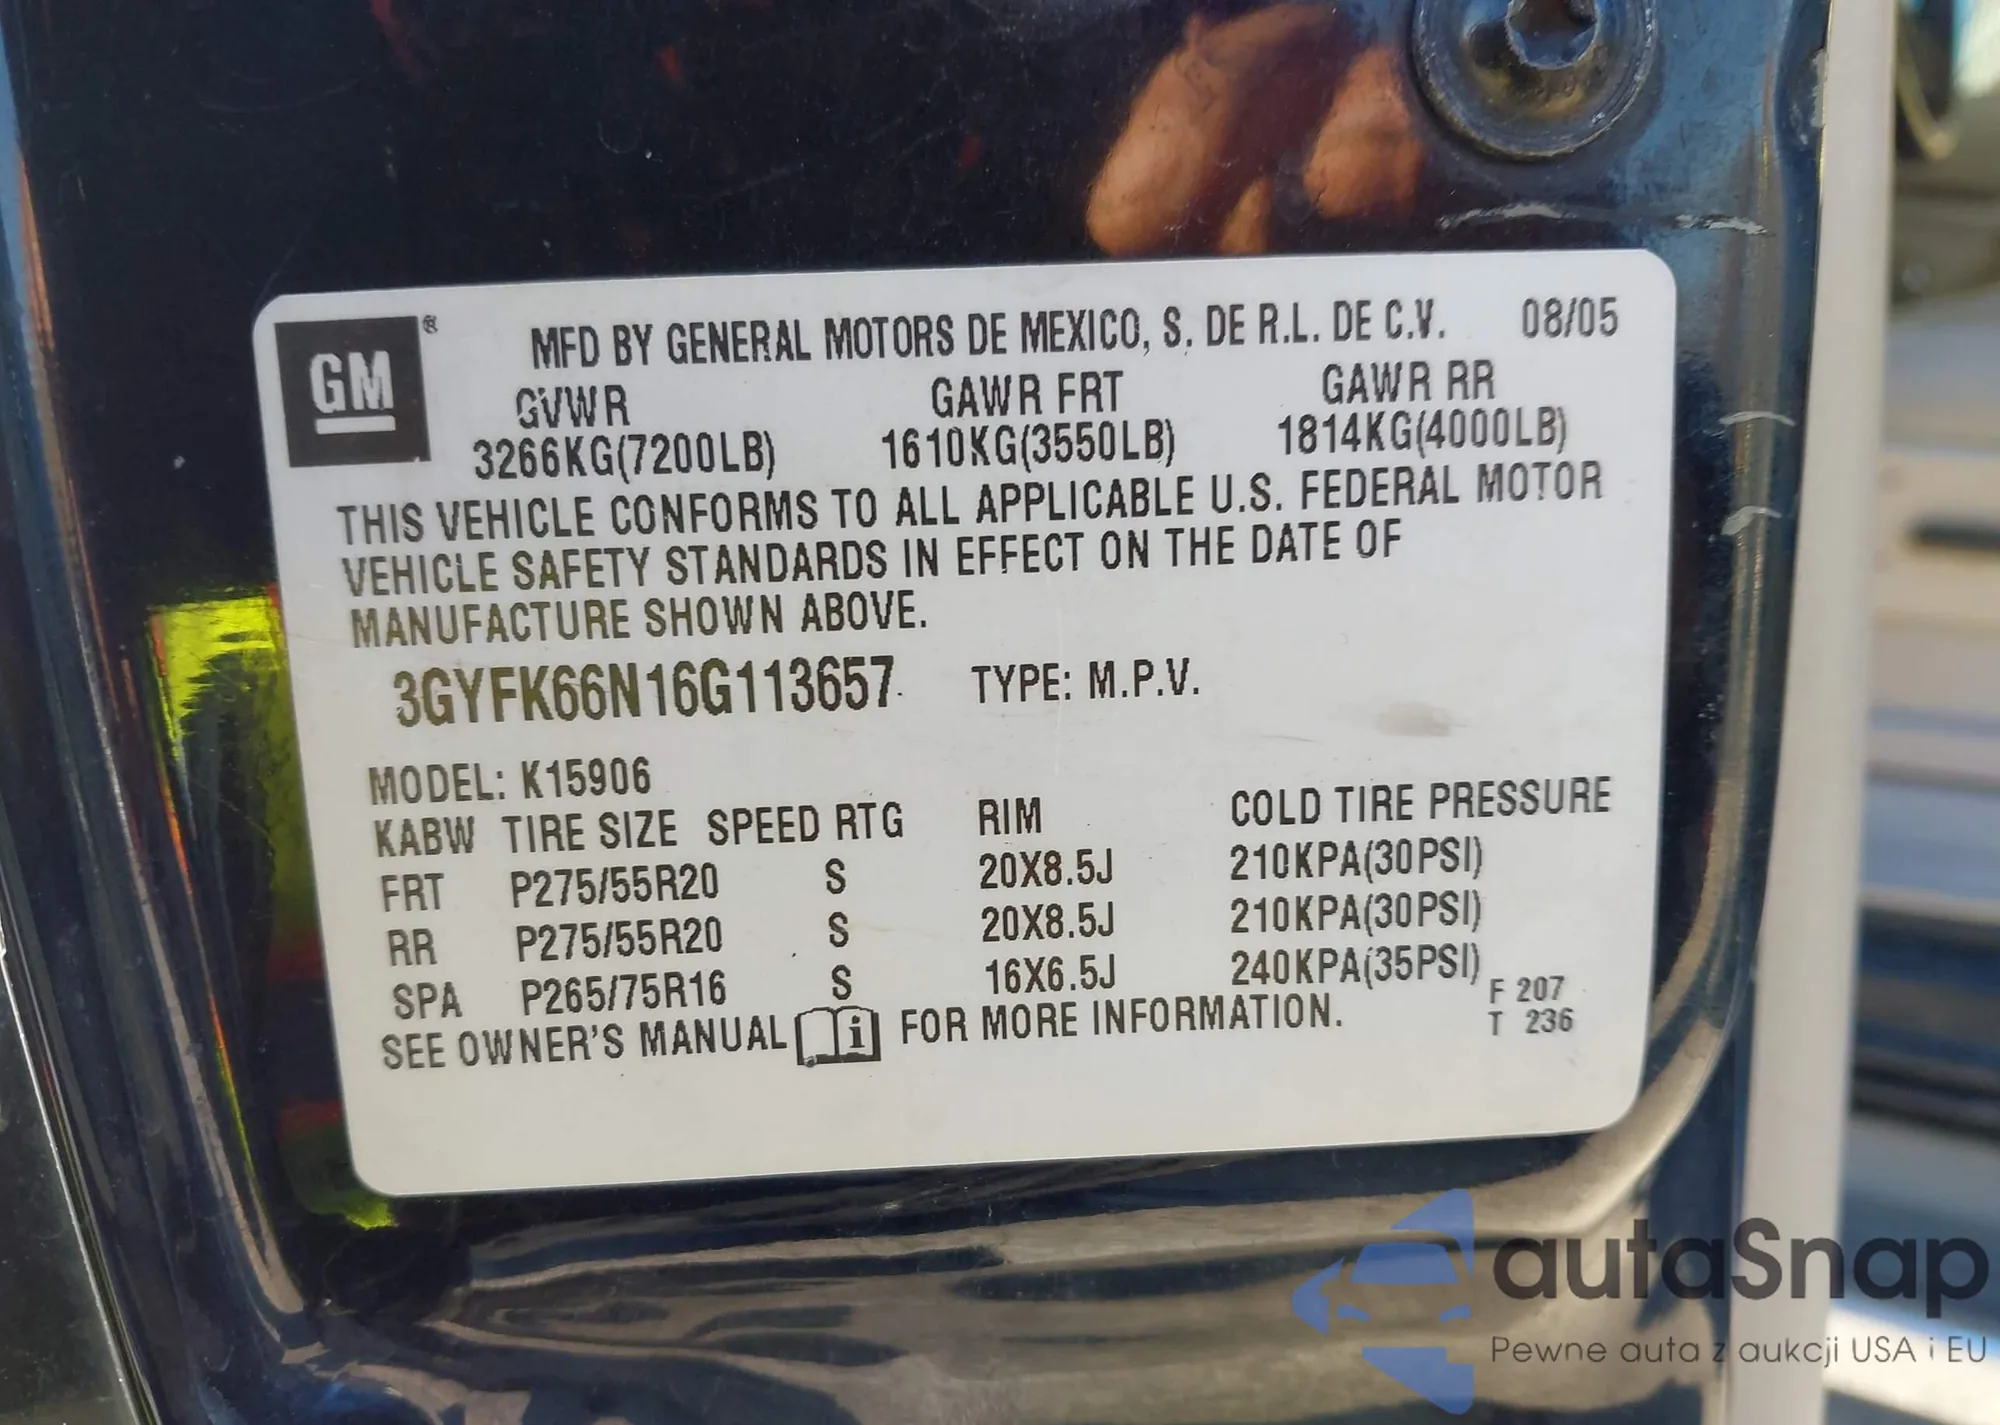 GM®
MFD BY GENERAL MOTORS DE MEXICO, S. DE R.L. DE C.V. 08/05
GVWR GAWR FRT GAWR RR
3266KG(7200LB) 1610KG(3550LB) 1814KG(4000LB)
THIS VEHICLE CONFORMS TO ALL APPLICABLE U.S. FEDERAL MOTOR
VEHICLE SAFETY STANDARDS IN EFFECT ON THE DATE OF
MANUFACTURE SHOWN ABOVE.
3GYFK66N16G113657 TYPE: M.P.V.
MODEL: K15906
KABW TIRE SIZE SPEED RTG RIM COLD TIRE PRESSURE
FRT P275/55R20 S 20X8.5J 210KPA(30PSI)
RR P275/55R20 S 20X8.5J 210KPA(30PSI)
SPA P265/75R16 S 16X6.5J 240KPA(35PSI)
SEE OWNER'S MANUAL i FOR MORE INFORMATION.
F 207
T 236
autaSnap
Pewne auta z aukcji USA i EU